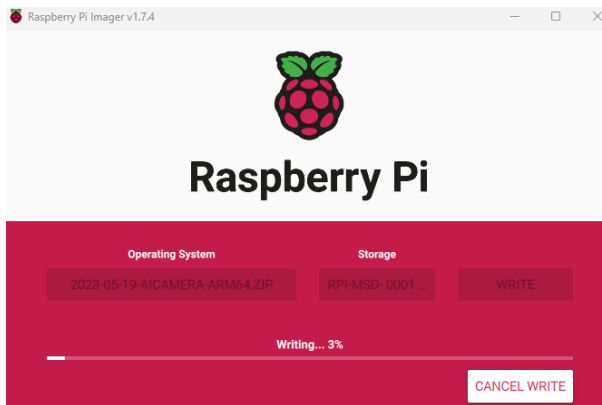 Raspberry Pi Imager v1.7.4
Raspberry Pi
Operating System Storage
2023-05-19-AICAMERA-ARM64.ZIP RPI-MSD- 0001 ... WRITE
Writing... 3%
CANCEL WRITE